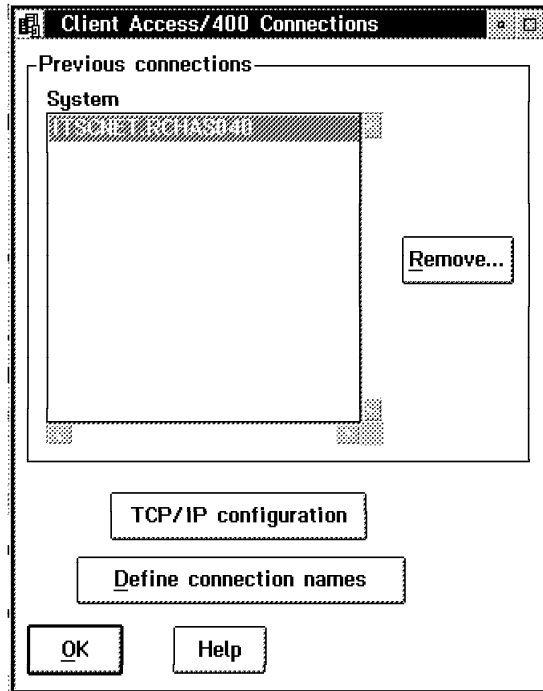 Client Access/400 Connections
Previous connections
System
ITSCNET.RCHAS040
Remove...
TCP/IP configuration
Define connection names
OK
Help